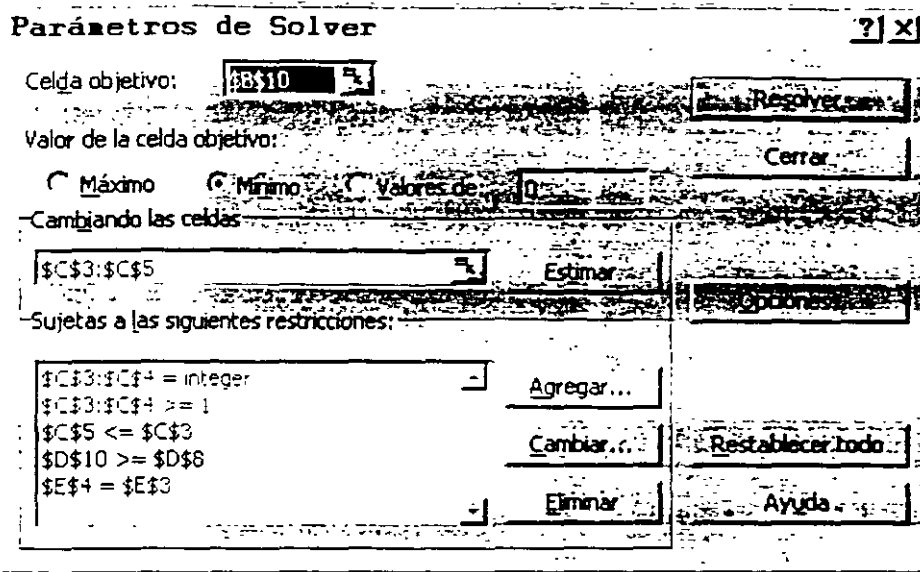 Parámetros de Solver ? ×
Celda objetivo: $B$10
Resolver
Valor de la celda objetivo:
Cerrar
Máximo Mínimo Valores de: 0
Cambiando las celdas
$C$3:$C$5 Estimar
Opciones
Sujetas a las siguientes restricciones:
$C$3:$C$4 = integer
Agregar...
$C$3:$C$4 >= 1
$C$5 <= $C$3
Cambiar... Restablecer todo
$D$10 >= $D$8
$E$4 = $E$3
Eliminar Ayuda